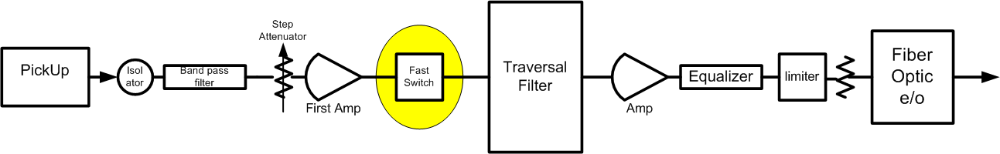 PickUp
Isol
ator
Band pass
filter
Step
Attenuator
First Amp
Fast
Switch
Traversal
Filter
Amp
Equalizer
limiter
Fiber
Optic
e/o